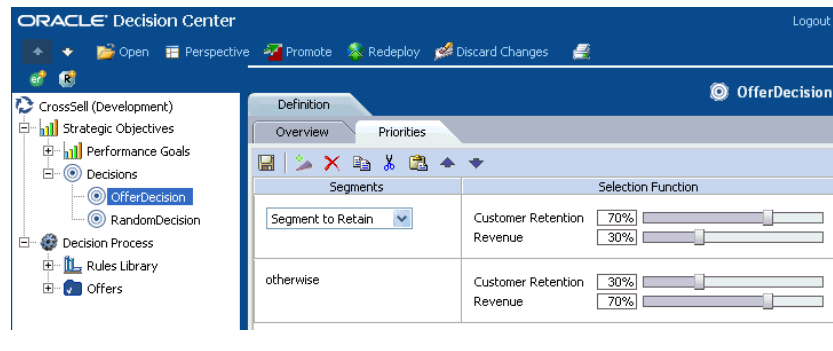 ORACLE Decision Center
Logout
Open Perspective Promote Redeploy Discard Changes
CrossSell (Development)
Strategic Objectives
Performance Goals
Decisions
OfferDecision
RandomDecision
Decision Process
Rules Library
Offers
OfferDecision
Definition
Overview Priorities
Segments Selection Function
Segment to Retain
Customer Retention 70%
Revenue 30%
otherwise
Customer Retention 30%
Revenue 70%